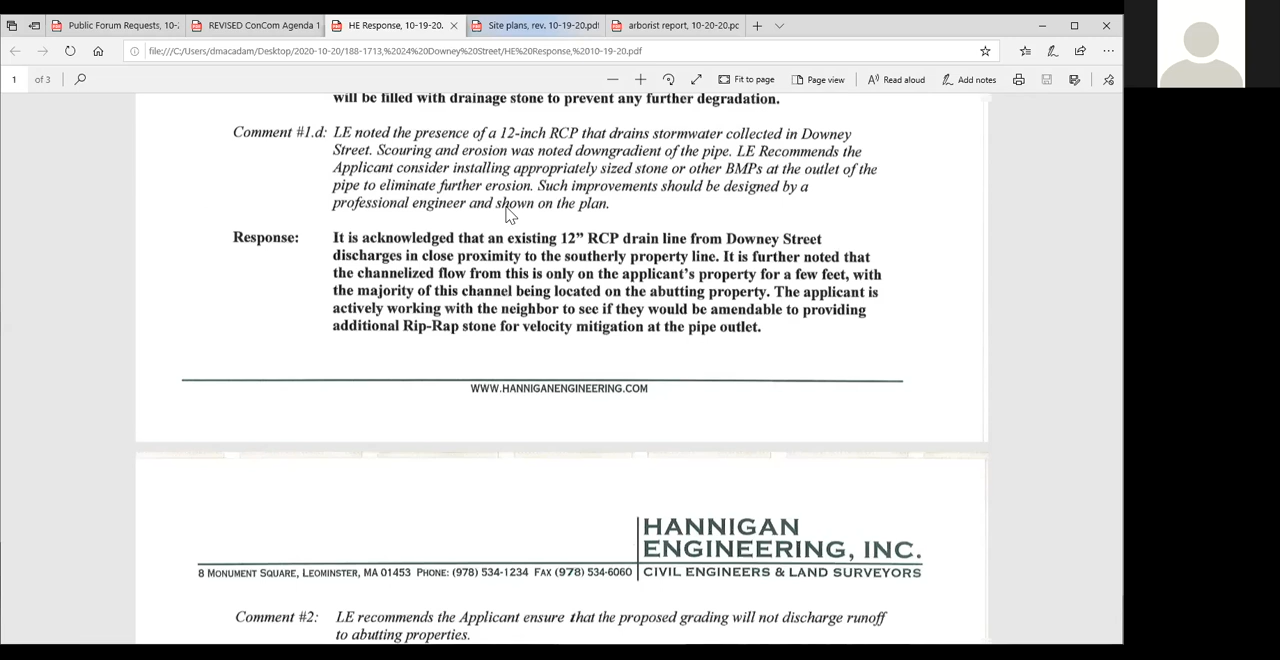 Public Forum Requests, 10-
REVISED ConCom Agenda 1
HE Response, 10-19-20.
Site plans, rev. 10-19-20.pdf
arborist report, 10-20-20.pc
file:///C:/Users/dmacadam/Desktop/2020-10-20/188-1713,%2024%20Downey%20Street/HE%20Response,%2010-19-20.pdf
1 of 3
Fit to page
Page view
Read aloud
Add notes
will be filled with drainage stone to prevent any further degradation.
Comment #1.d: LE noted the presence of a 12-inch RCP that drains stormwater collected in Downey
Street. Scouring and erosion was noted downgradient of the pipe. LE Recommends the
Applicant consider installing appropriately sized stone or other BMPs at the outlet of the
pipe to eliminate further erosion. Such improvements should be designed by a
professional engineer and shown on the plan.
Response: It is acknowledged that an existing 12” RCP drain line from Downey Street
discharges in close proximity to the southerly property line. It is further noted that
the channelized flow from this is only on the applicant's property for a few feet, with
the majority of this channel being located on the abutting property. The applicant is
actively working with the neighbor to see if they would be amendable to providing
additional Rip-Rap stone for velocity mitigation at the pipe outlet.
WWW.HANNIGANENGINEERING.COM
HANNIGAN
ENGINEERING, INC.
8 MONUMENT SQUARE, LEOMINSTER, MA 01453 PHONE: (978) 534-1234 FAX (978) 534-6060 CIVIL ENGINEERS & LAND SURVEYORS
Comment #2: LE recommends the Applicant ensure that the proposed grading will not discharge runoff
to abutting properties.